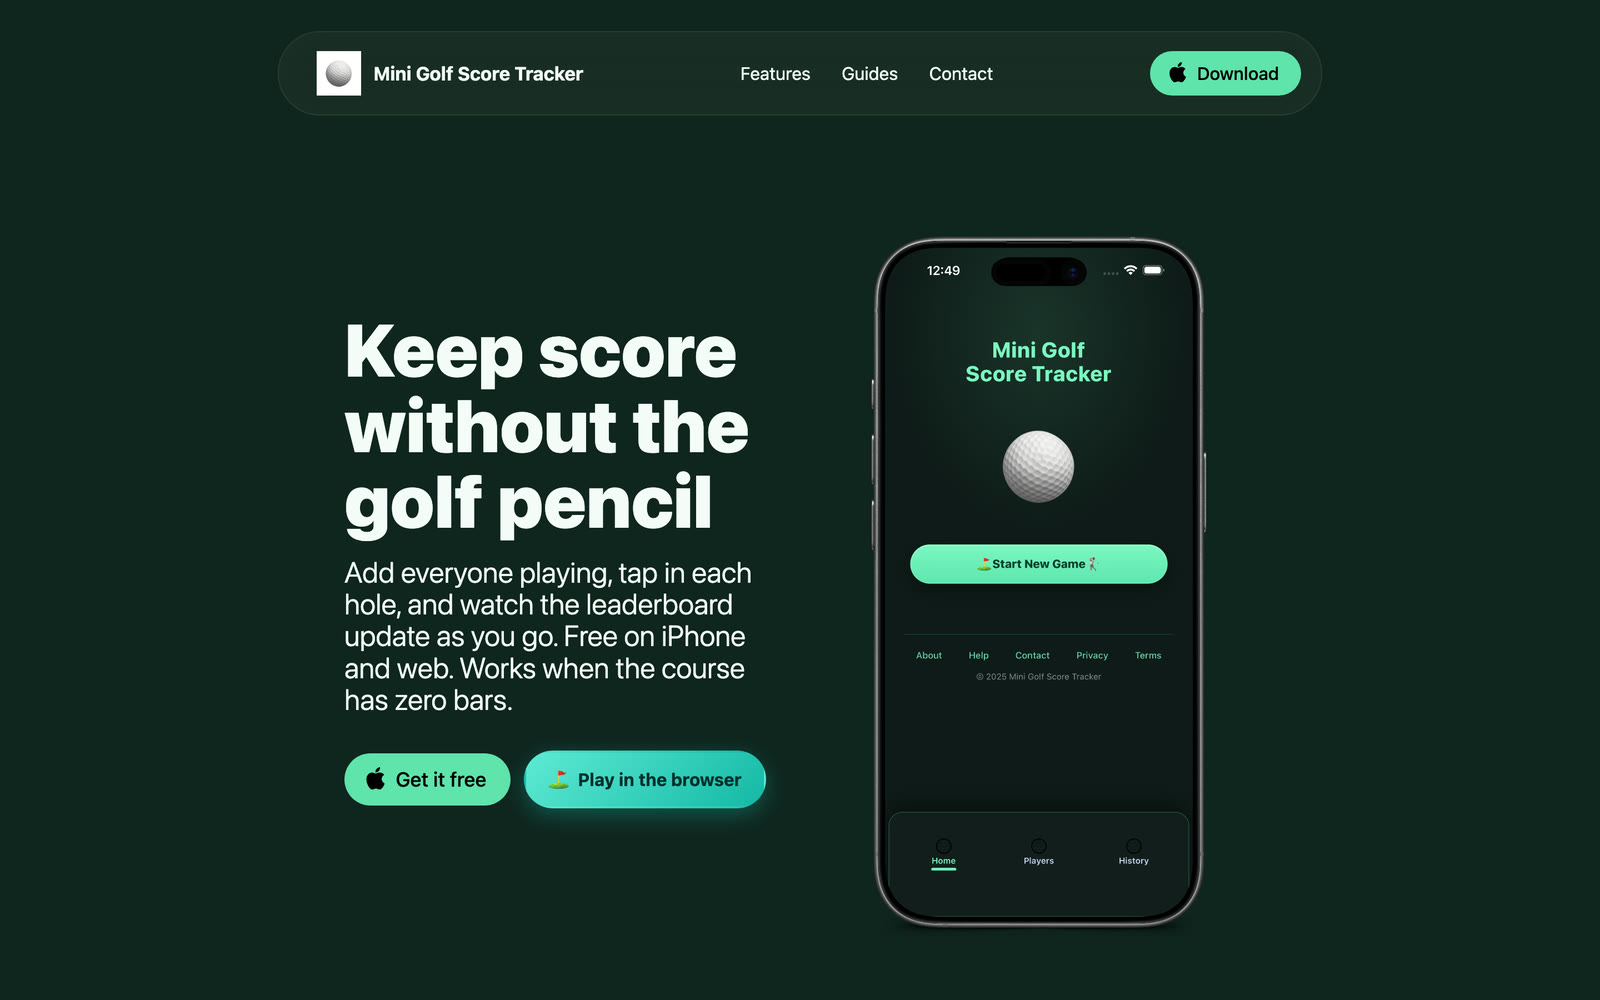 Mini Golf Score Tracker
Features
Guides
Contact
Download
Keep score
without the
golf pencil
Add everyone playing, tap in each
hole, and watch the leaderboard
update as you go. Free on iPhone
and web. Works when the course
has zero bars.
Get it free
Play in the browser
12:49
Mini Golf
Score Tracker
Start New Game
About
Help
Contact
Privacy
Terms
© 2025 Mini Golf Score Tracker
Home
Players
History